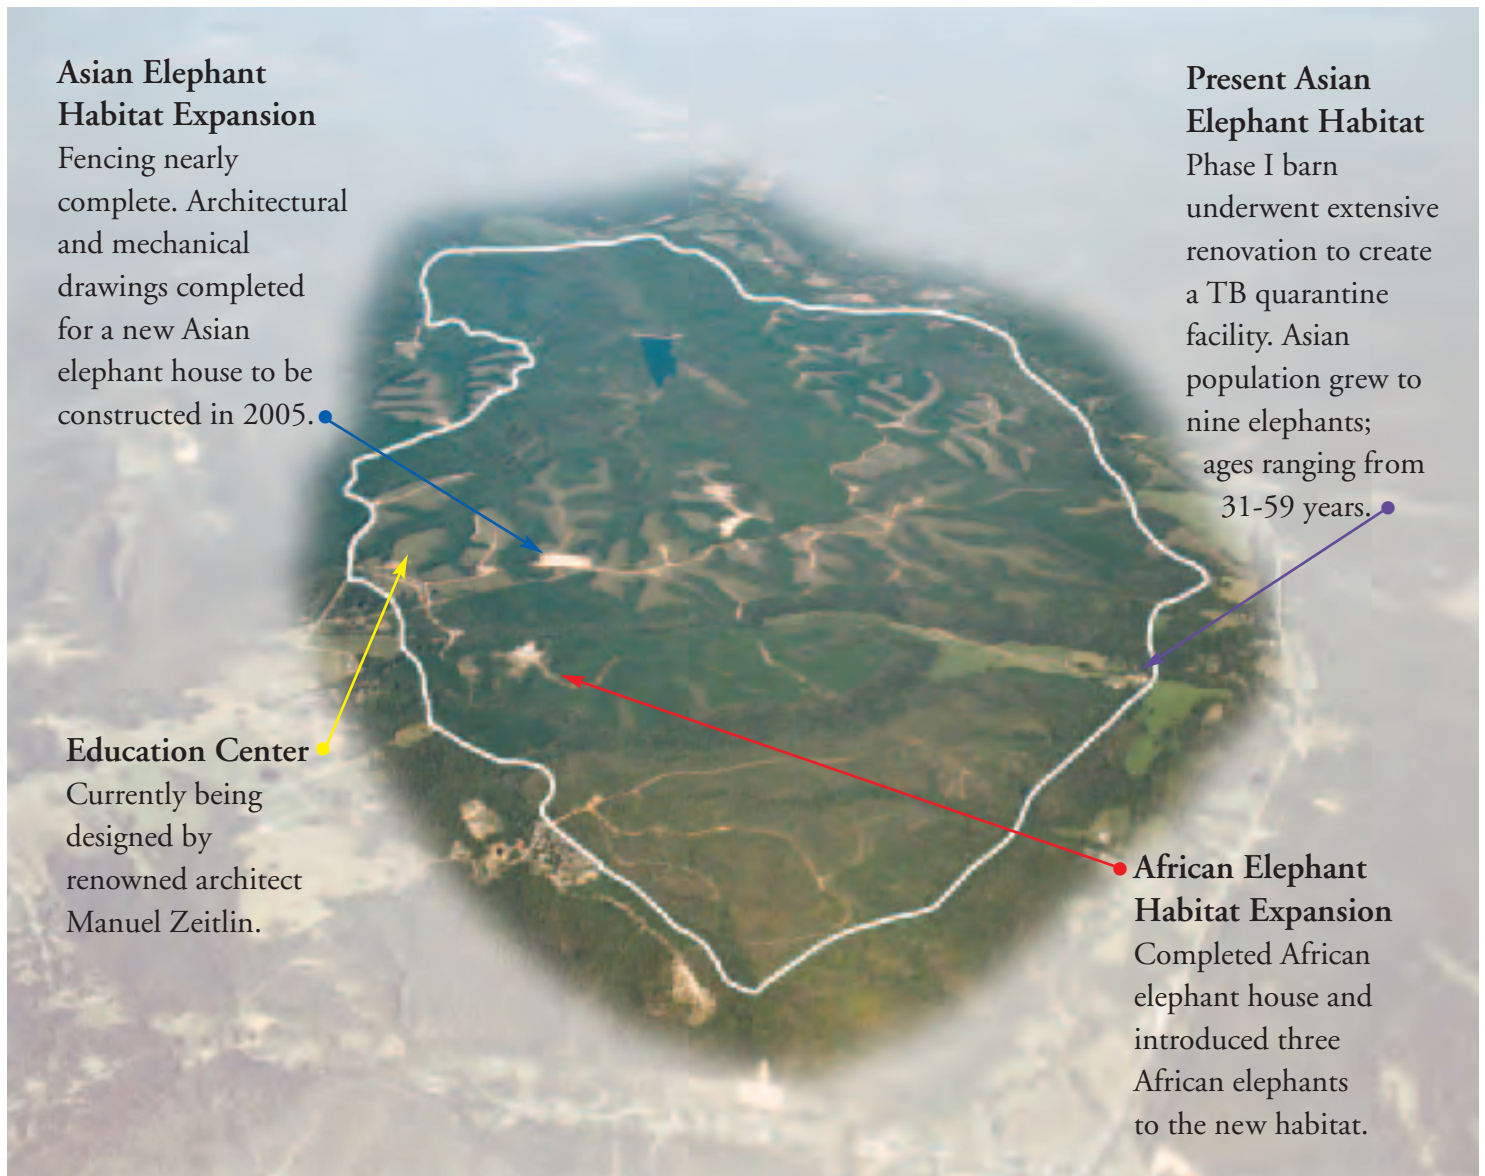 Asian Elephant
Habitat Expansion
Fencing nearly
complete. Architectural
and mechanical
drawings completed
for a new Asian
elephant house to be
constructed in 2005.
Present Asian
Elephant Habitat
Phase I barn
underwent extensive
renovation to create
a TB quarantine
facility. Asian
population grew to
nine elephants;
ages ranging from
31-59 years.
Education Center
Currently being
designed by
renowned architect
Manuel Zeitlin.
African Elephant
Habitat Expansion
Completed African
elephant house and
introduced three
African elephants
to the new habitat.